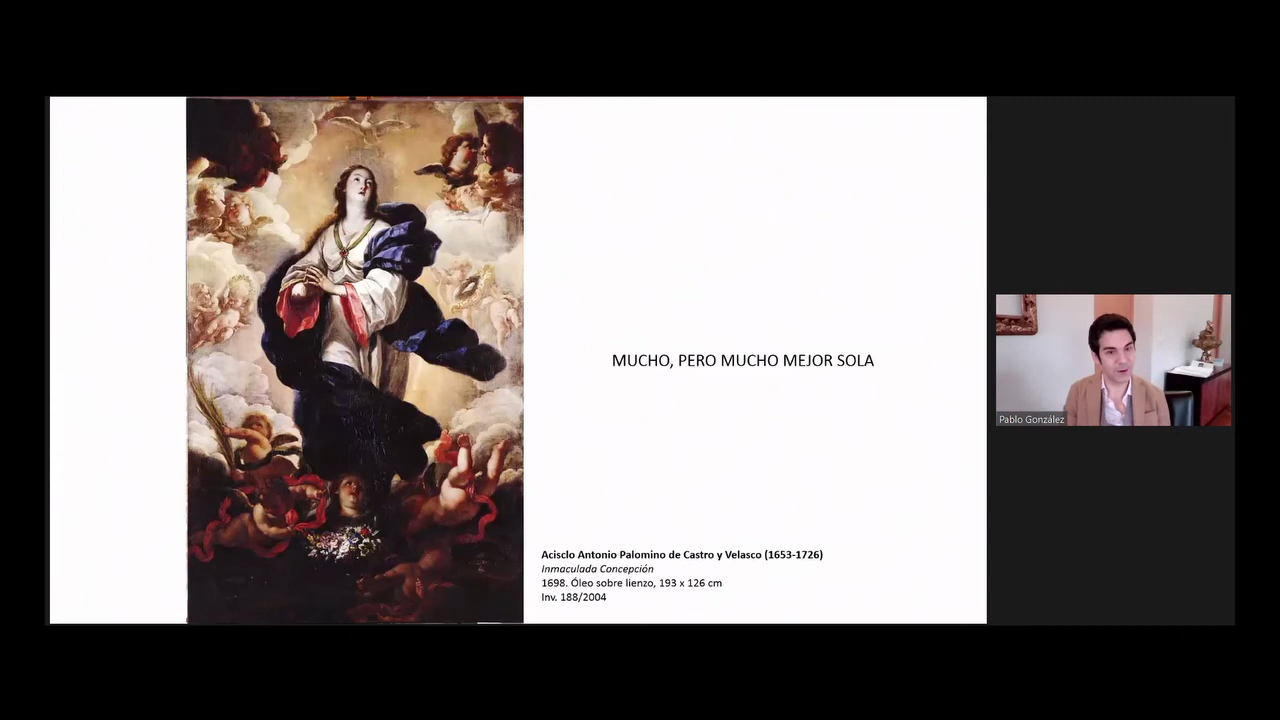 MUCHO, PERO MUCHO MEJOR SOLA
Acisclo Antonio Palomino de Castro y Velasco (1653-1726)
Inmaculada Concepción
1698. Óleo sobre lienzo, 193 x 126 cm
Inv. 188/2004
Pablo González